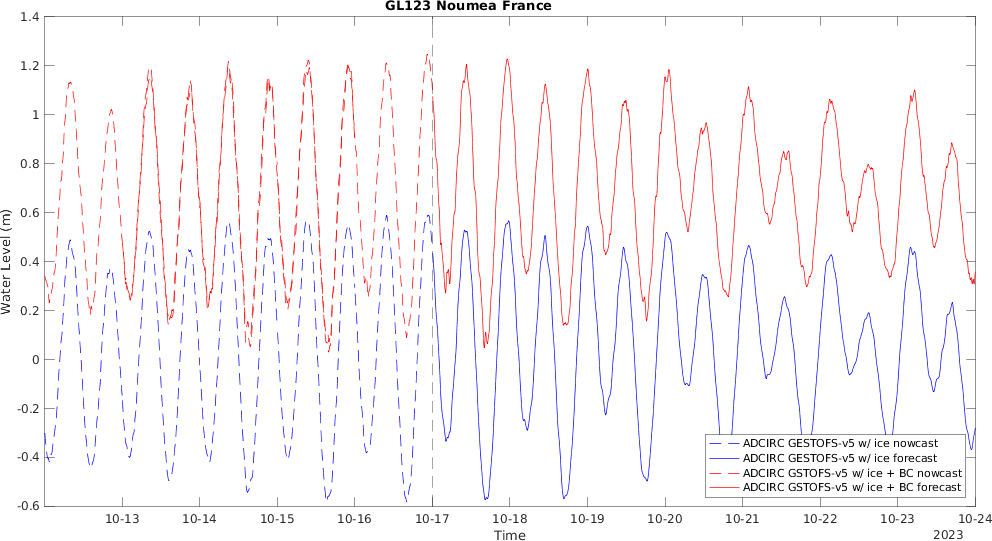 GL123 Noumea France
1.4
1.2
1
0.8
0.6
0.4
0.2
0
-0.2
-0.4
-0.6
Water Level (m)
ADCIRC GESTOFS-v5 w/ ice nowcast
ADCIRC GESTOFS-v5 w/ ice forecast
ADCIRC GSTOFS-v5 w/ ice + BC nowcast
ADCIRC GSTOFS-v5 w/ ice + BC forecast
10-13 10-14 10-15 10-16 10-17 10-18 10-19 10-20 10-21 10-22 10-23 10-24
Time
2023